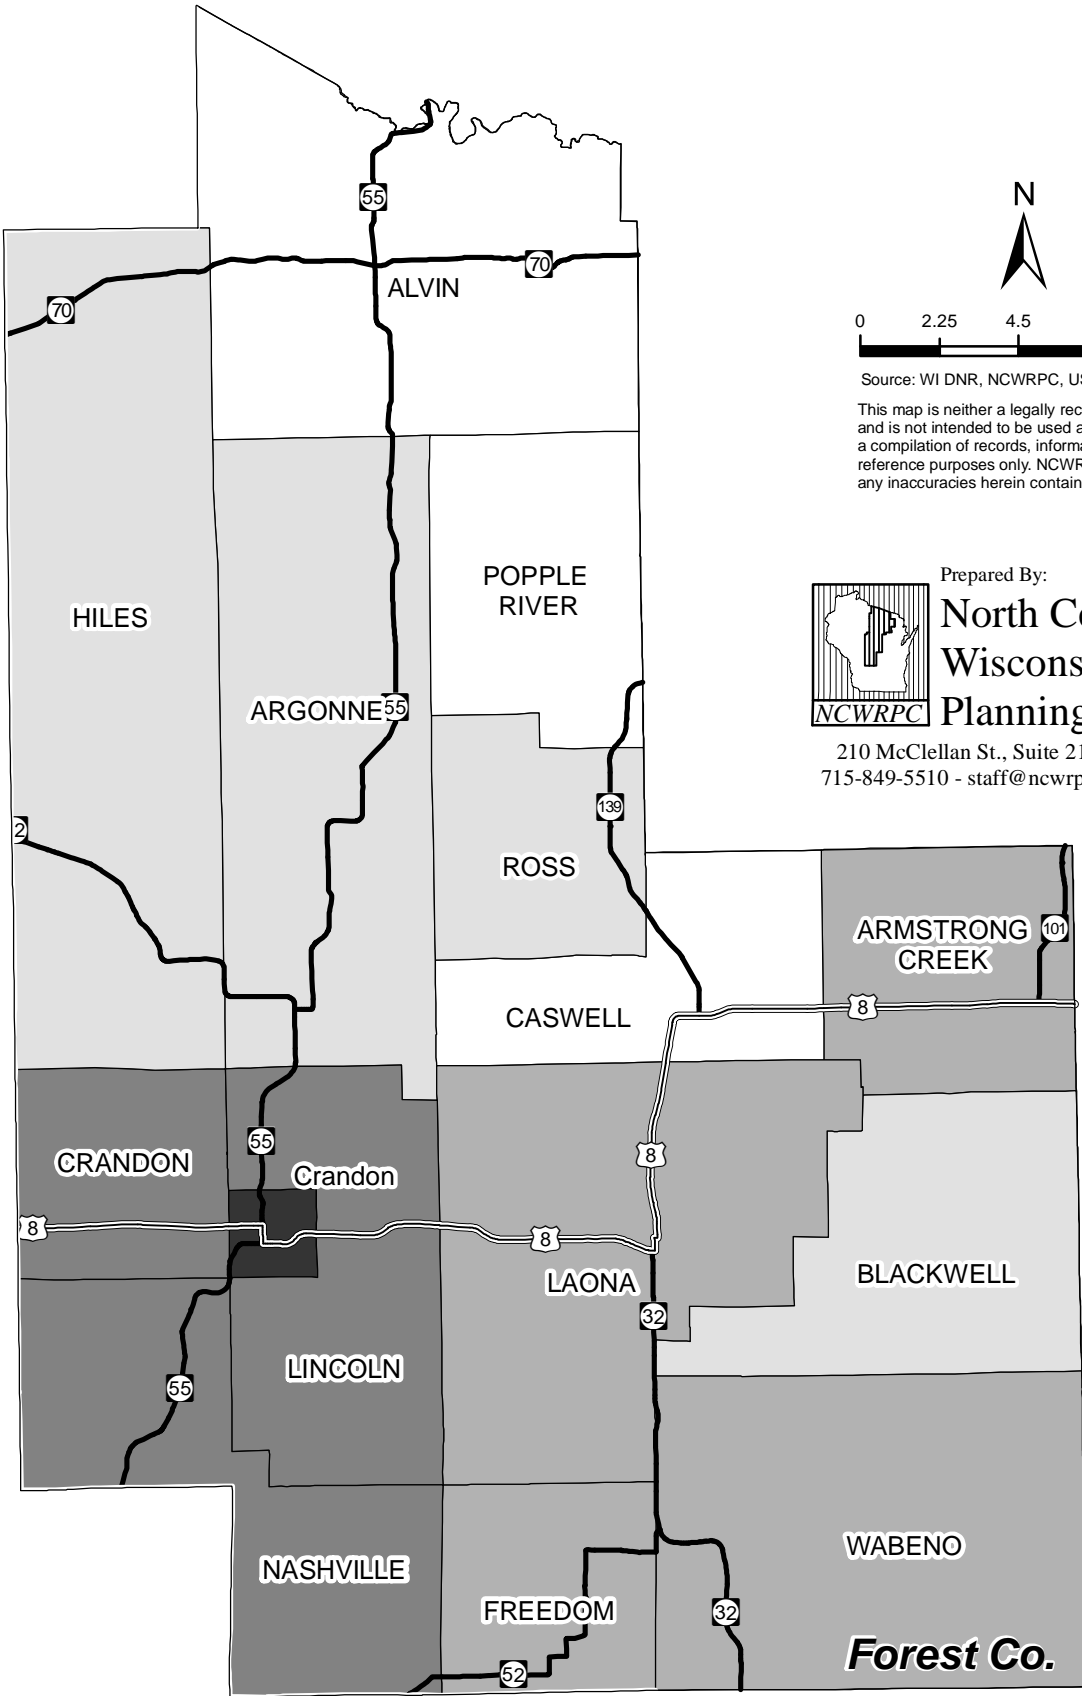 55
N
70
70
ALVIN
0 2.25 4.5
Source: WI DNR, NCWRPC, US
This map is neither a legally rec
and is not intended to be used a
a compilation of records, informa
reference purposes only. NCWR
any inaccuracies herein contain
HILES
POPPLE
RIVER
Prepared By:
North Ce
Wiscons
Planning
NCWRPC
210 McClellan St., Suite 21
715-849-5510 - staff@ncwrp
ARGONNE 55
139
2
ROSS
ARMSTRONG
CREEK
101
8
CASWELL
55
8
CRANDON
Crandon
8
8
LAONA
BLACKWELL
32
LINCOLN
55
WABENO
NASHVILLE
FREEDOM
32
Forest Co.
52